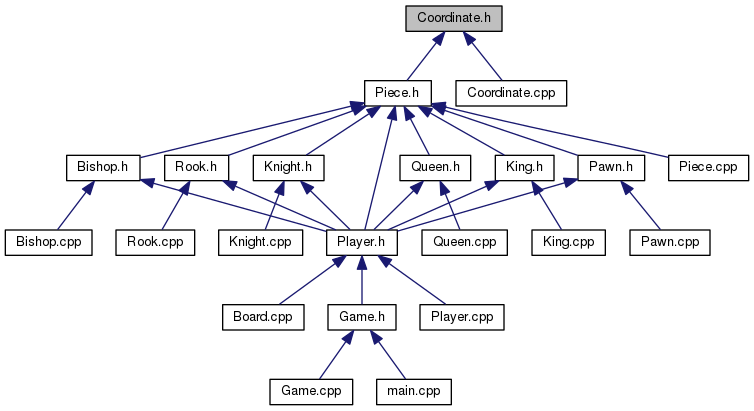 Coordinate.h
Piece.h
Coordinate.cpp
Bishop.h
Rook.h
Knight.h
Queen.h
King.h
Pawn.h
Piece.cpp
Bishop.cpp
Rook.cpp
Knight.cpp
Player.h
Queen.cpp
King.cpp
Pawn.cpp
Board.cpp
Game.h
Player.cpp
Game.cpp
main.cpp